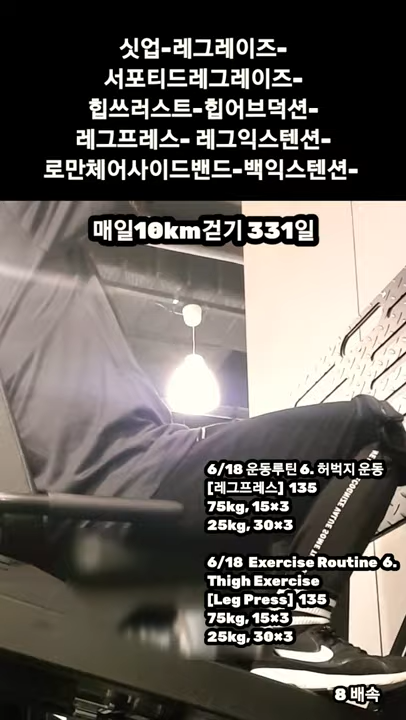 싯업-레그레이즈-
서포티드레그레이즈-
힙쓰러스트-힙어브덕션-
레그프레스- 레그익스텐션-
로만체어사이드밴드-백익스텐션-
매일10km걷기 331일
6/18 운동루틴 6. 허벅지 운동
[레그프레스] 135
75kg, 15×3
25kg, 30×3
6/18 Exercise Routine 6.
Thigh Exercise
[Leg Press] 135
75kg, 15×3
25kg, 30×3
8 배속